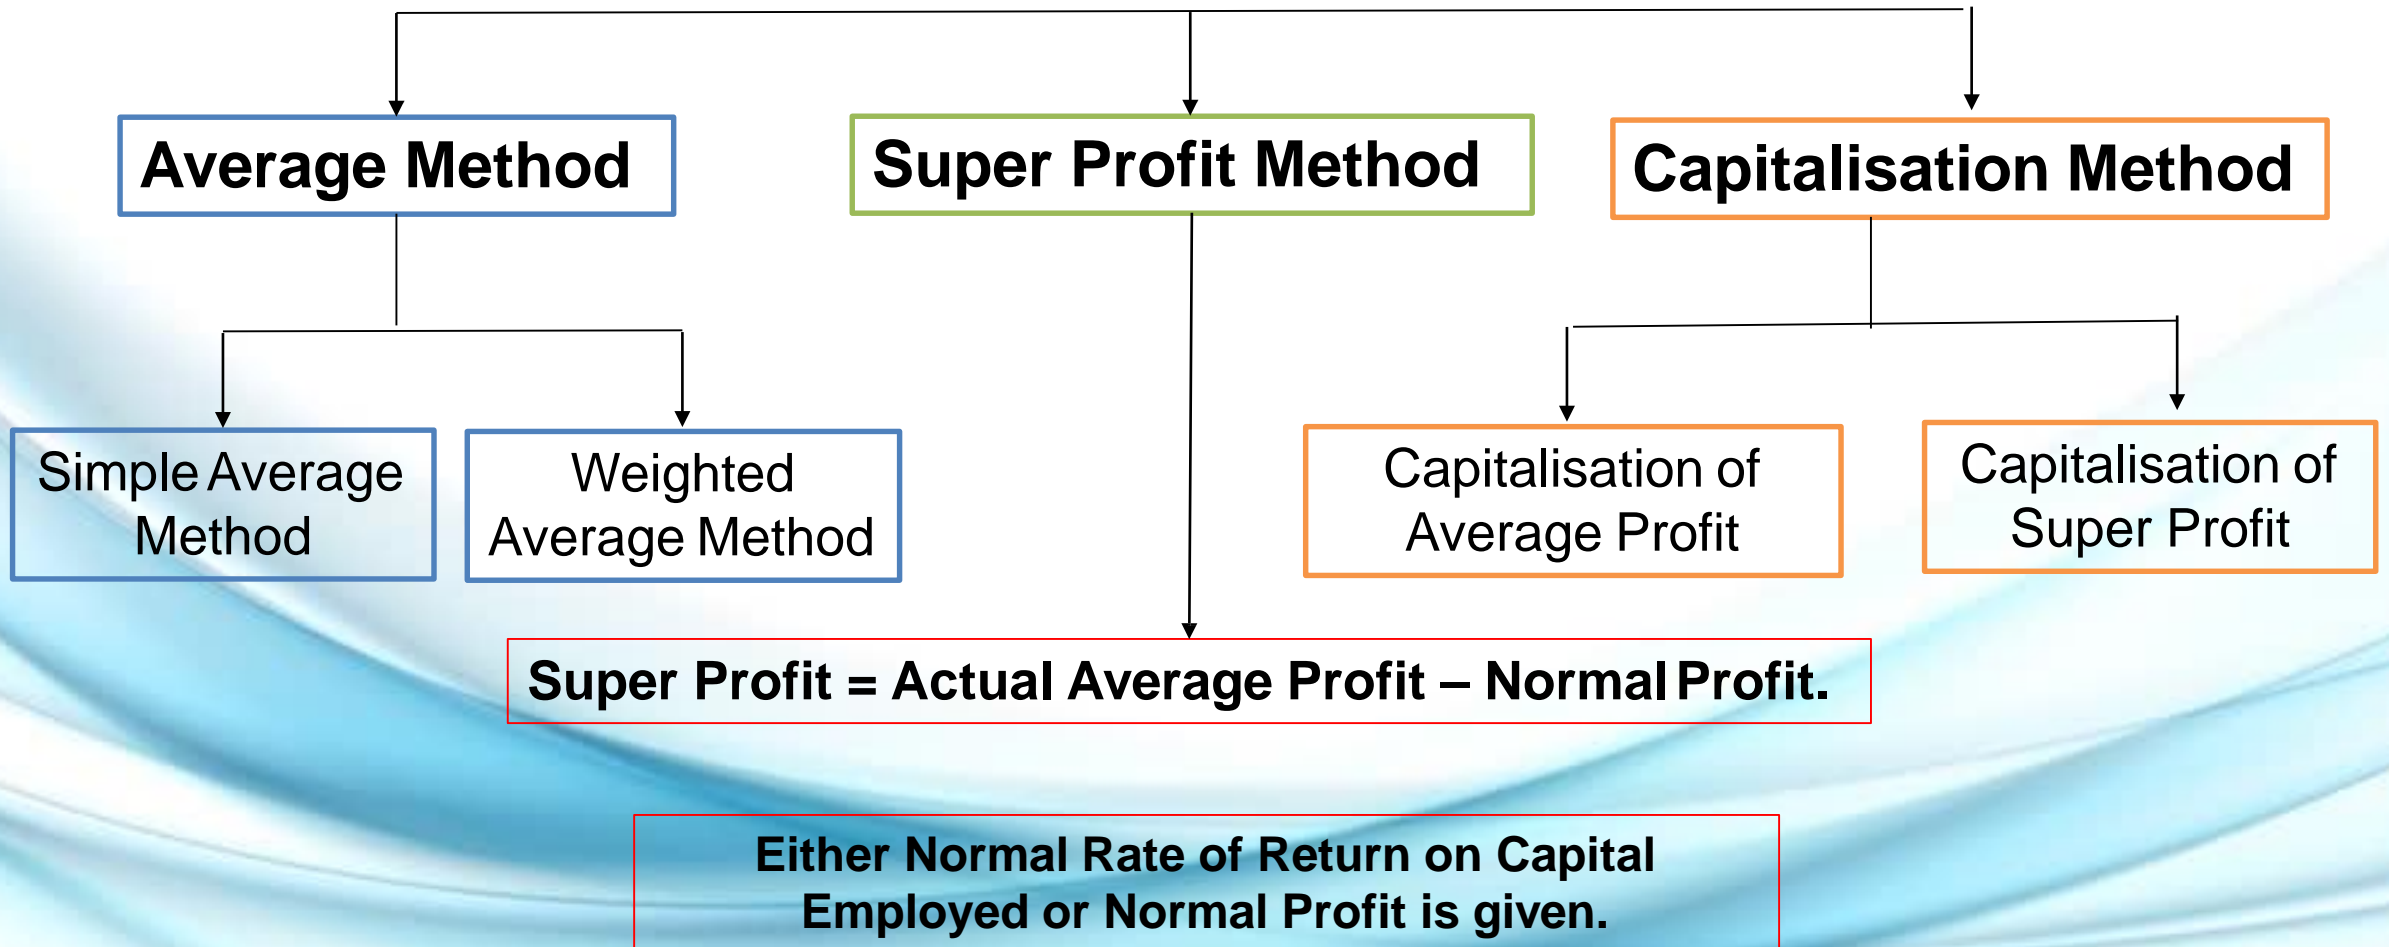 Average Method
Super Profit Method
Capitalisation Method
Simple Average
Method
Weighted
Average Method
Capitalisation of
Average Profit
Capitalisation of
Super Profit
Super Profit = Actual Average Profit – Normal Profit.
Either Normal Rate of Return on Capital
Employed or Normal Profit is given.